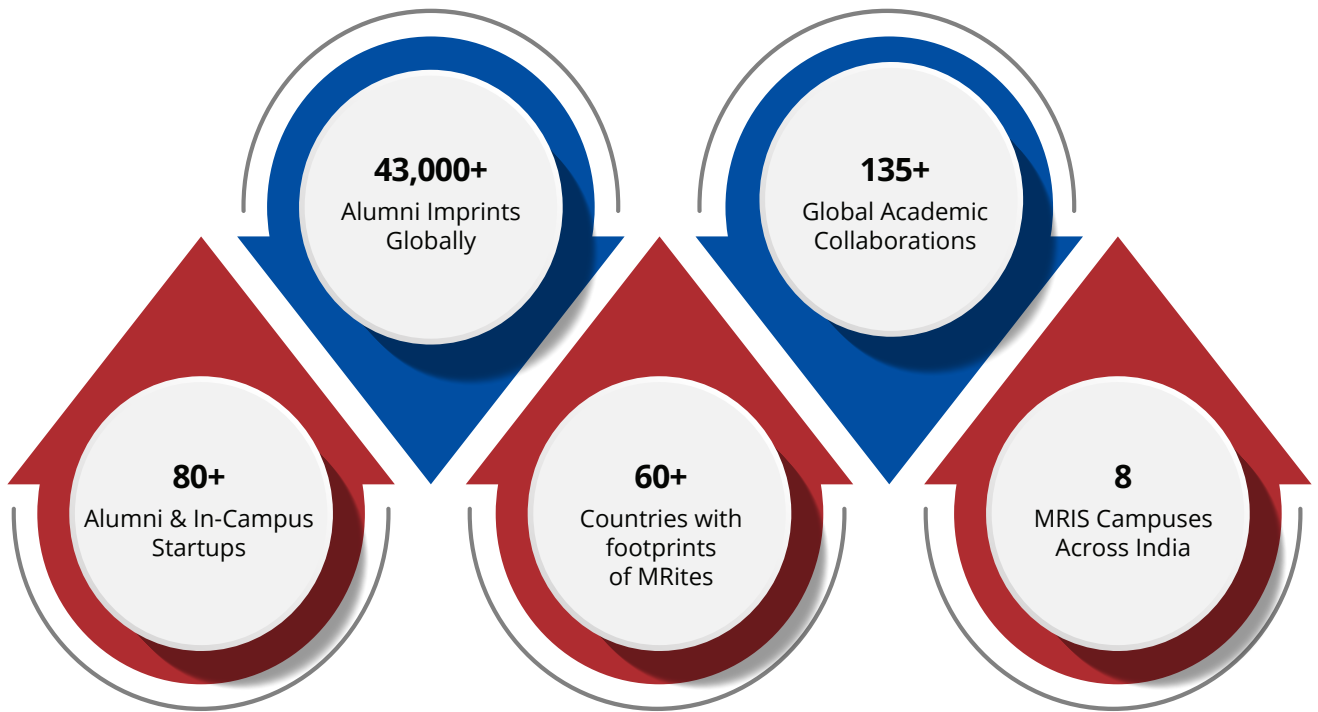 43,000+
Alumni Imprints
Globally
135+
Global Academic
Collaborations
80+
Alumni & In-Campus
Startups
60+
Countries with
footprints
of MRites
8
MRIS Campuses
Across India